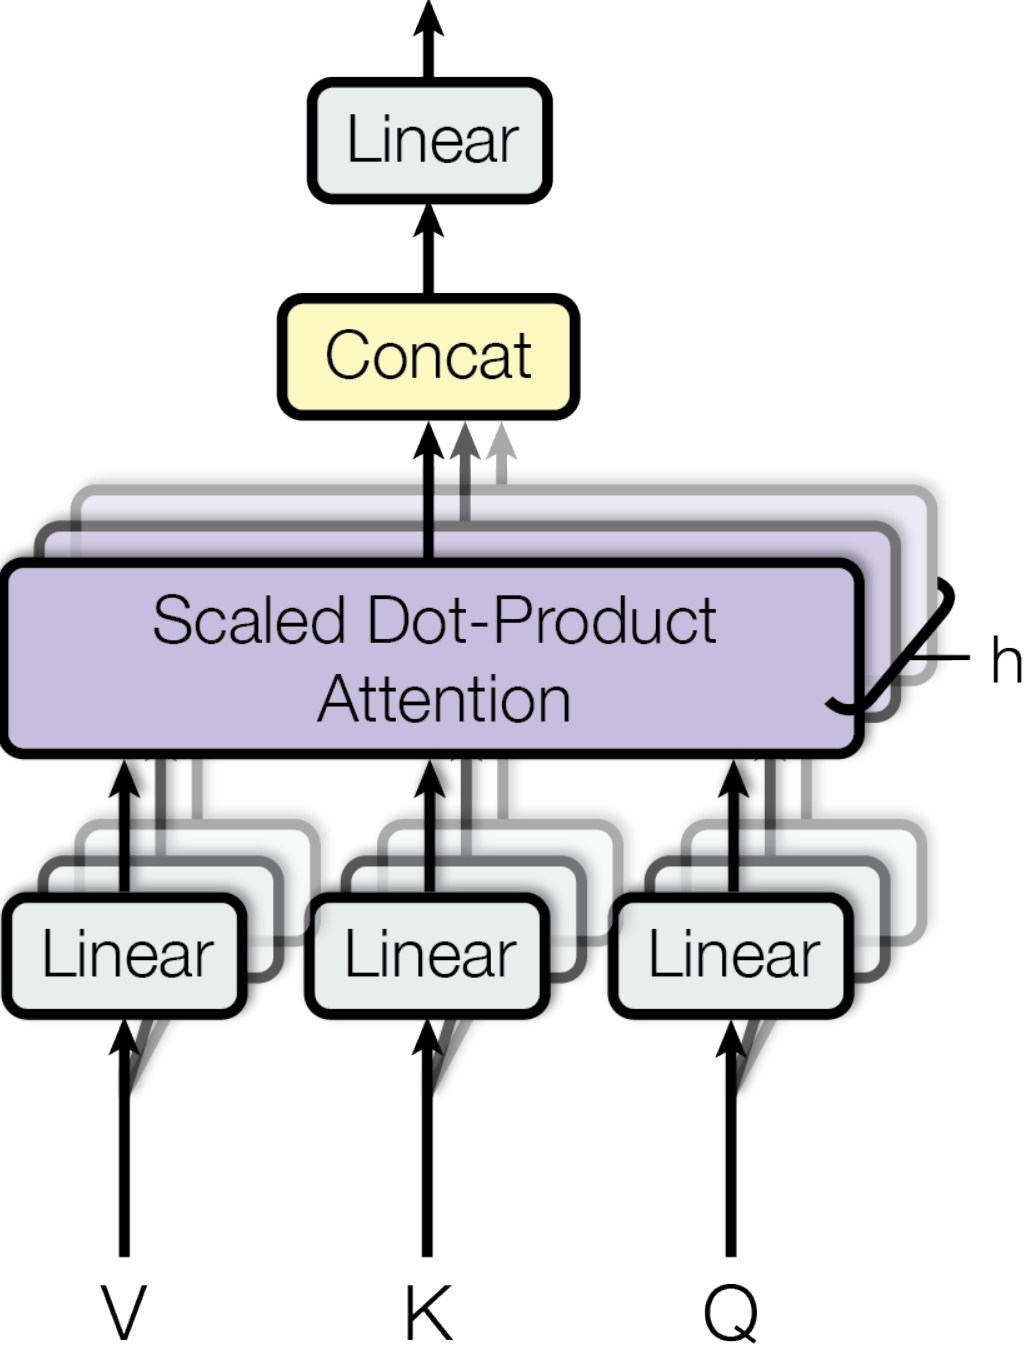 Linear
Concat
Scaled Dot-Product
Attention
h
Linear Linear Linear
V K Q